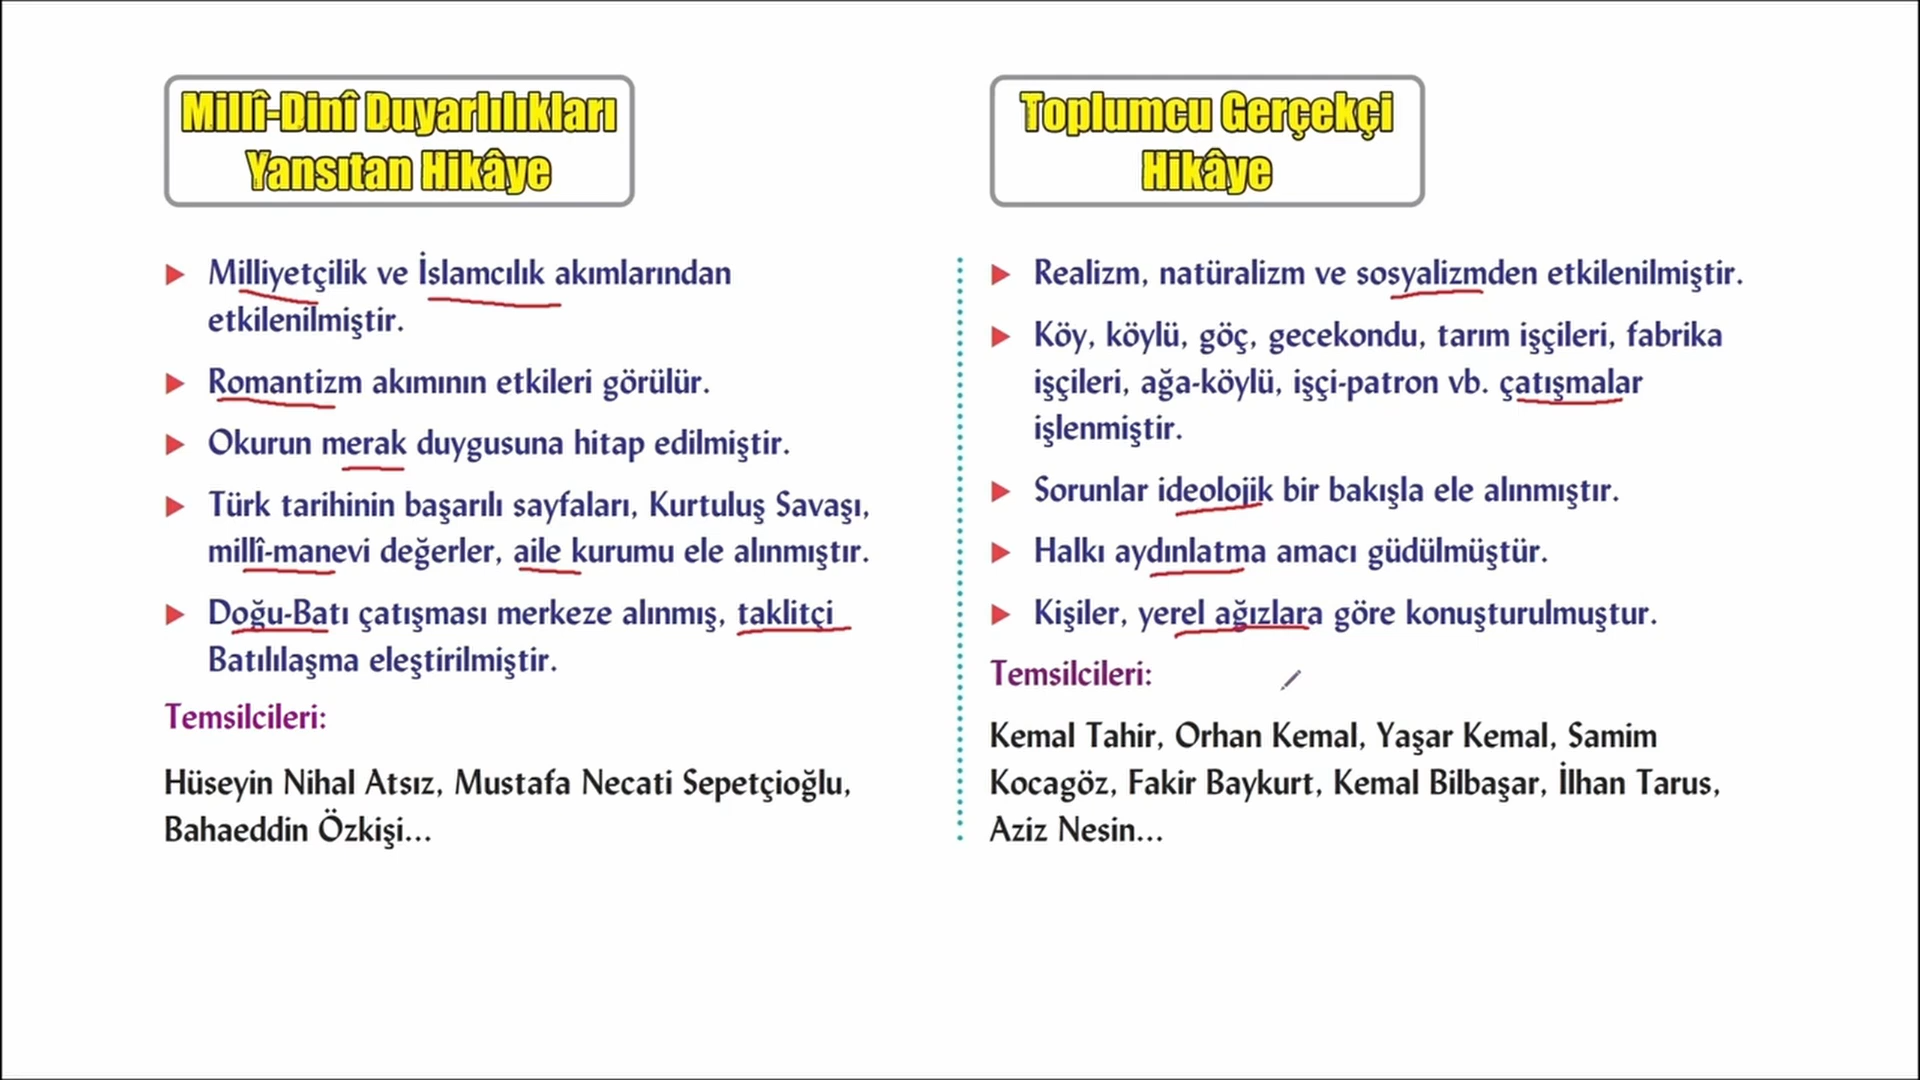 Millî-Dinî Duyarlılıkları
Yansıtan Hikâye
► Milliyetçilik ve İslamcılık akımlarından
etkilenilmiştir.
► Romantizm akımının etkileri görülür.
► Okurun merak duygusuna hitap edilmiştir.
► Türk tarihinin başarılı sayfaları, Kurtuluş Savaşı,
millî-manevi değerler, aile kurumu ele alınmıştır.
► Doğu-Batı çatışması merkeze alınmış, taklitçi
Batılılaşma eleştirilmiştir.
Temsilcileri:
Hüseyin Nihal Atsız, Mustafa Necati Sepetçioğlu,
Bahaeddin Özkişi...
Toplumcu Gerçekçi
Hikâye
► Realizm, natüralizm ve sosyalizmden etkilenilmiştir.
► Köy, köylü, göç, gecekondu, tarım işçileri, fabrika
işçileri, ağa-köylü, işçi-patron vb. çatışmalar
işlenmiştir.
► Sorunlar ideolojik bir bakışla ele alınmıştır.
► Halkı aydınlatma amacı güdülmüştür.
► Kişiler, yerel ağızlara göre konuşturulmuştur.
Temsilcileri:
Kemal Tahir, Orhan Kemal, Yaşar Kemal, Samim
Kocagöz, Fakir Baykurt, Kemal Bilbaşar, İlhan Tarus,
Aziz Nesin...